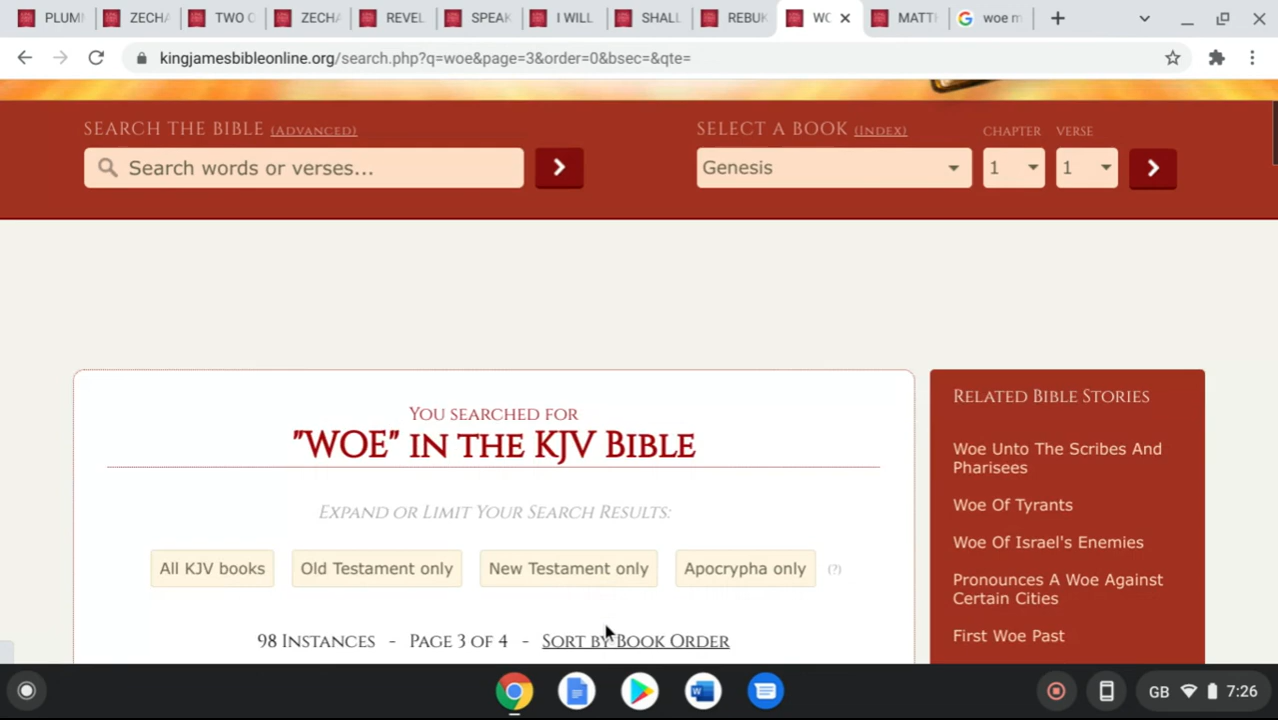 PLUM ZECHA TWO C ZECHA REVEL SPEAK I WILL SHALL REBUK WO MATT woe m
kingjamesbibleonline.org/search.php?q=woe&page=3&order=0&bsec=&qte=
SEARCH THE BIBLE (ADVANCED) SELECT A BOOK (INDEX) CHAPTER VERSE
Search words or verses... Genesis 1 1
YOU SEARCHED FOR
"WOE" IN THE KJV BIBLE
EXPAND OR LIMIT YOUR SEARCH RESULTS:
All KJV books Old Testament only New Testament only Apocrypha only (?)
98 INSTANCES - PAGE 3 OF 4 - SORT BY BOOK ORDER
RELATED BIBLE STORIES
Woe Unto The Scribes And
Pharisees
Woe Of Tyrants
Woe Of Israel's Enemies
Pronounces A Woe Against
Certain Cities
First Woe Past
GB 7:26